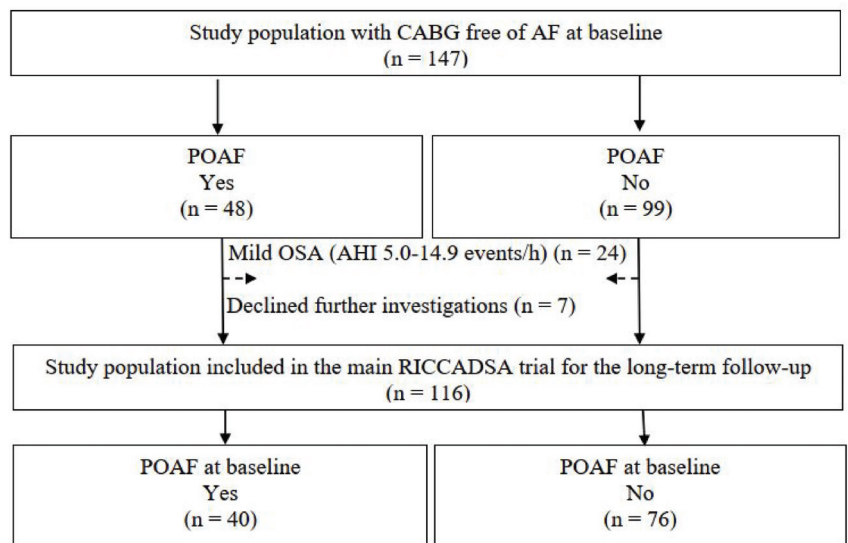 Study population with CABG free of AF at baseline
(n = 147)
POAF
Yes
(n = 48)
POAF
No
(n = 99)
Mild OSA (AHI 5.0-14.9 events/h) (n = 24)
Declined further investigations (n = 7)
Study population included in the main RICCADSA trial for the long-term follow-up
(n = 116)
POAF at baseline
Yes
(n = 40)
POAF at baseline
No
(n = 76)